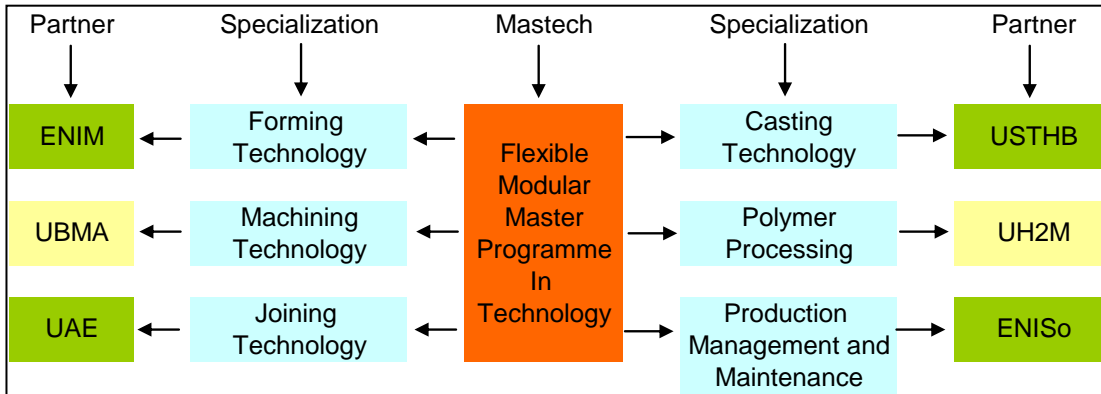 Partner
Specialization
Mastech
Specialization
Partner
ENIM
Forming
Technology
Flexible
Modular
Master
Programme
In
Technology
Casting
Technology
USTHB
UBMA
Machining
Technology
Polymer
Processing
UH2M
UAE
Joining
Technology
Production
Management and
Maintenance
ENISo